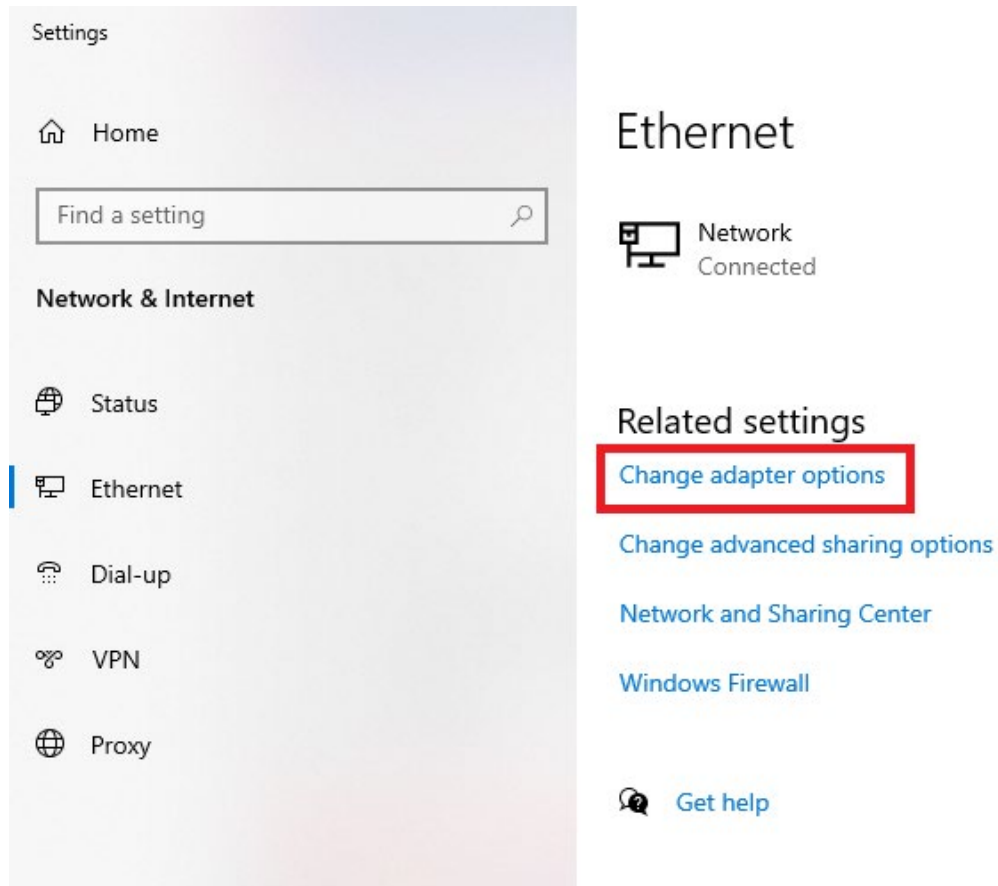 Settings
Home
Find a setting
Network & Internet
Status
Ethernet
Dial-up
VPN
Proxy
Ethernet
Network
Connected
Related settings
Change adapter options
Change advanced sharing options
Network and Sharing Center
Windows Firewall
Get help